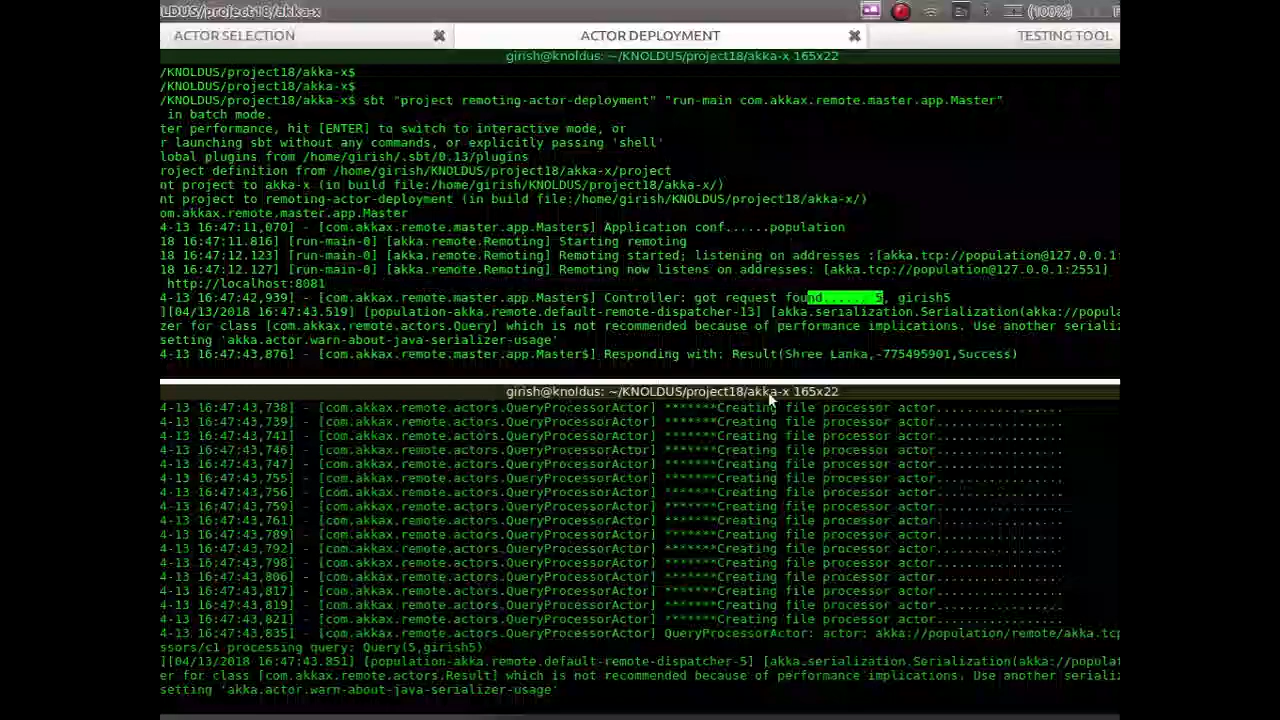 OLDUS/project18/akka-x En (100%)
ACTOR SELECTION ACTOR DEPLOYMENT TESTING TOOL
girish@knoldus: ~/KNOLDUS/project18/akka-x 165x22
/KNOLDUS/project18/akka-x$
/KNOLDUS/project18/akka-x$
/KNOLDUS/project18/akka-x$ sbt "project remoting-actor-deployment" "run-main com.akkax.remote.master.app.Master"
in batch mode.
ter performance, hit [ENTER] to switch to interactive mode, or
r launching sbt without any commands, or explicitly passing 'shell'
lobal plugins from /home/girish/.sbt/0.13/plugins
roject definition from /home/girish/KNOLDUS/project18/akka-x/project
nt project to akka-x (in build file:/home/girish/KNOLDUS/project18/akka-x/)
nt project to remoting-actor-deployment (in build file:/home/girish/KNOLDUS/project18/akka-x/)
om.akkax.remote.master.app.Master
4-13 16:47:11,070] - [com.akkax.remote.master.app.Master$] Application conf......population
18 16:47:11.816] [run-main-0] [akka.remote.Remoting] Starting remoting
18 16:47:12.123] [run-main-0] [akka.remote.Remoting] Remoting started; listening on addresses :[akka.tcp://population@127.0.0.1:
18 16:47:12.127] [run-main-0] [akka.remote.Remoting] Remoting now listens on addresses: [akka.tcp://population@127.0.0.1:2551]
http://localhost:8081
4-13 16:47:42,939] - [com.akkax.remote.master.app.Master$] Controller: got request found...... 5, girish5
][04/13/2018 16:47:43.519] [population-akka.remote.default-remote-dispatcher-13] [akka.serialization.Serialization(akka://popula
zer for class [com.akkax.remote.actors.Query] which is not recommended because of performance implications. Use another serializ
setting 'akka.actor.warn-about-java-serializer-usage'
4-13 16:47:43,876] - [com.akkax.remote.master.app.Master$] Responding with: Result(Shree Lanka,-775495901,Success)
girish@knoldus: ~/KNOLDUS/project18/akka-x 165x22
4-13 16:47:43,738] - [com.akkax.remote.actors.QueryProcessorActor] *******Creating file processor actor.................
4-13 16:47:43,739] - [com.akkax.remote.actors.QueryProcessorActor] *******Creating file processor actor.................
4-13 16:47:43,741] - [com.akkax.remote.actors.QueryProcessorActor] *******Creating file processor actor.................
4-13 16:47:43,746] - [com.akkax.remote.actors.QueryProcessorActor] *******Creating file processor actor.................
4-13 16:47:43,747] - [com.akkax.remote.actors.QueryProcessorActor] *******Creating file processor actor.................
4-13 16:47:43,755] - [com.akkax.remote.actors.QueryProcessorActor] *******Creating file processor actor.................
4-13 16:47:43,756] - [com.akkax.remote.actors.QueryProcessorActor] *******Creating file processor actor.................
4-13 16:47:43,759] - [com.akkax.remote.actors.QueryProcessorActor] *******Creating file processor actor.................
4-13 16:47:43,761] - [com.akkax.remote.actors.QueryProcessorActor] *******Creating file processor actor.................
4-13 16:47:43,789] - [com.akkax.remote.actors.QueryProcessorActor] *******Creating file processor actor.................
4-13 16:47:43,792] - [com.akkax.remote.actors.QueryProcessorActor] *******Creating file processor actor.................
4-13 16:47:43,798] - [com.akkax.remote.actors.QueryProcessorActor] *******Creating file processor actor.................
4-13 16:47:43,806] - [com.akkax.remote.actors.QueryProcessorActor] *******Creating file processor actor.................
4-13 16:47:43,817] - [com.akkax.remote.actors.QueryProcessorActor] *******Creating file processor actor.................
4-13 16:47:43,819] - [com.akkax.remote.actors.QueryProcessorActor] *******Creating file processor actor.................
4-13 16:47:43,821] - [com.akkax.remote.actors.QueryProcessorActor] *******Creating file processor actor.................
4-13 16:47:43,835] - [com.akkax.remote.actors.QueryProcessorActor] QueryProcessorActor: actor: akka://population/remote/akka.tcp
ssors/c1 processing query: Query(5,girish5)
][04/13/2018 16:47:43.851] [population-akka.remote.default-remote-dispatcher-5] [akka.serialization.Serialization(akka://populat
er for class [com.akkax.remote.actors.Result] which is not recommended because of performance implications. Use another serializ
setting 'akka.actor.warn-about-java-serializer-usage'